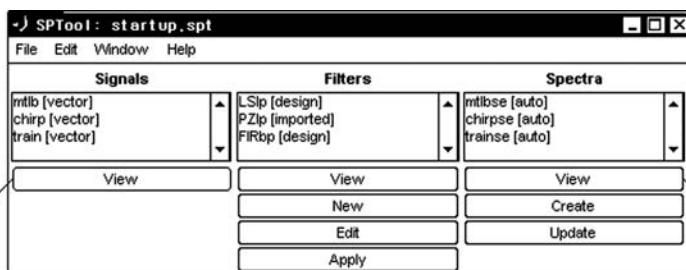 SPTool: startup.spt
File Edit Window Help
Signals Filters Spectra
mtlb [vector]
chirp [vector]
train [vector]
LSlp [design]
PZlp [imported]
FIRbp [design]
mtlbse [auto]
chirpse [auto]
trainse [auto]
View View View
New Create
Edit Update
Apply